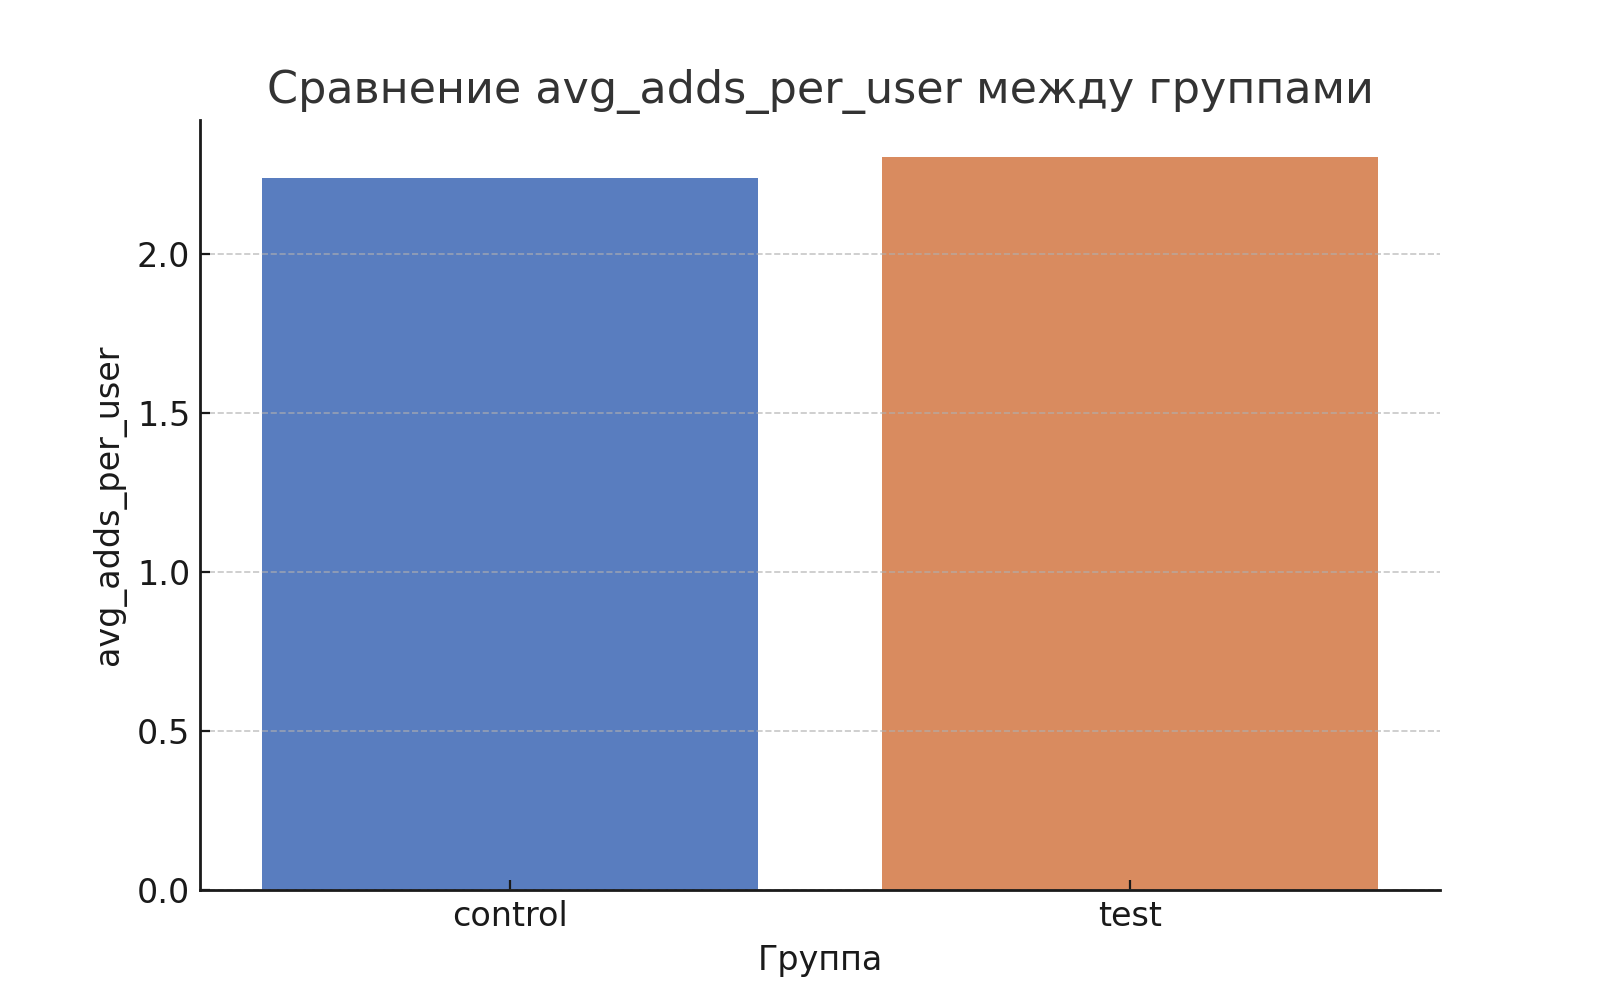 Сравнение avg_adds_per_user между группами
avg_adds_per_user
2.0
1.5
1.0
0.5
0.0
control
test
Группа